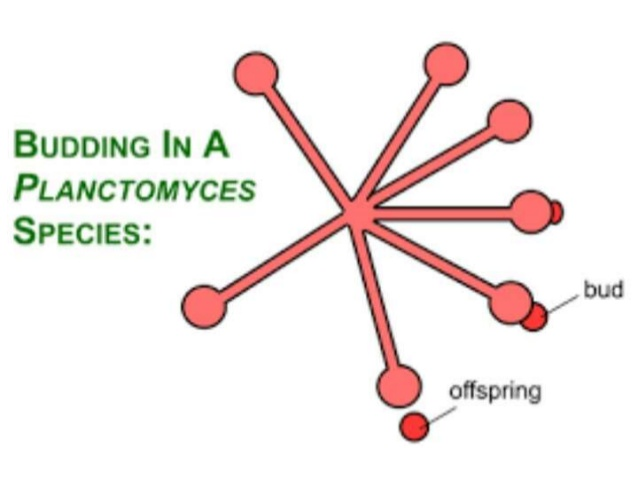 BUDDING IN A
PLANCTOMYCES
SPECIES:
bud
offspring